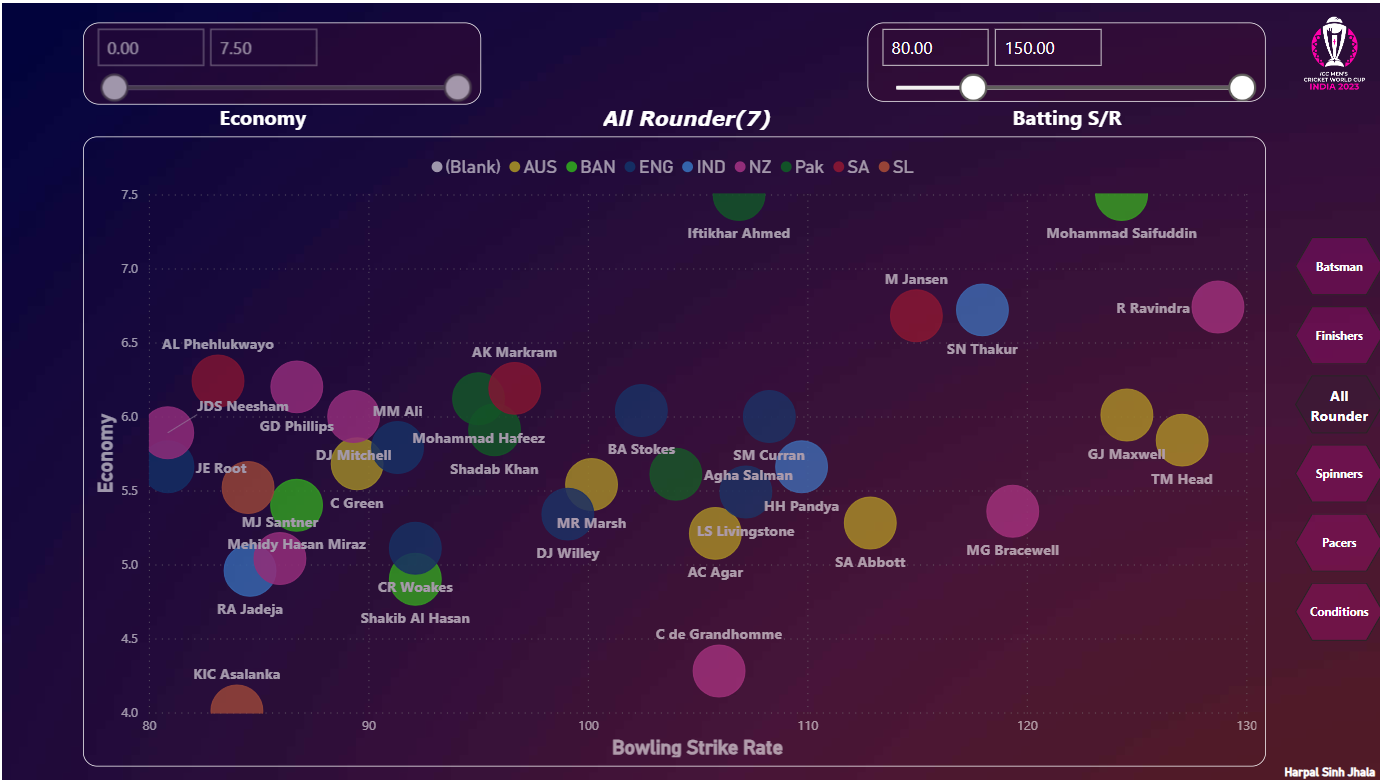 0.00 7.50
80.00 150.00
ICC MEN'S
CRICKET WORLD CUP
INDIA 2023
Economy
All Rounder(7)
Batting S/R
(Blank) AUS BAN ENG IND NZ Pak SA SL
7.5
Iftikhar Ahmed
Mohammad Saifuddin
7.0
M Jansen
R Ravindra
SN Thakur
6.5
AL Phehlukwayo
AK Markram
JDS Neesham
MM Ali
6.0
GD Phillips
Mohammad Hafeez
BA Stokes
SM Curran
GJ Maxwell
DJ Mitchell
JE Root
Shadab Khan
Agha Salman
TM Head
5.5
C Green
HH Pandya
MJ Santner
MR Marsh
LS Livingstone
Mehidy Hasan Miraz
DJ Willey
MG Bracewell
5.0
AC Agar
SA Abbott
CR Woakes
RA Jadeja
Shakib Al Hasan
4.5
C de Grandhomme
KIC Asalanka
4.0
Economy
80 90 100 110 120 130
Bowling Strike Rate
Batsman
Finishers
All
Rounder
Spinners
Pacers
Conditions
Harpal Sinh Jhala